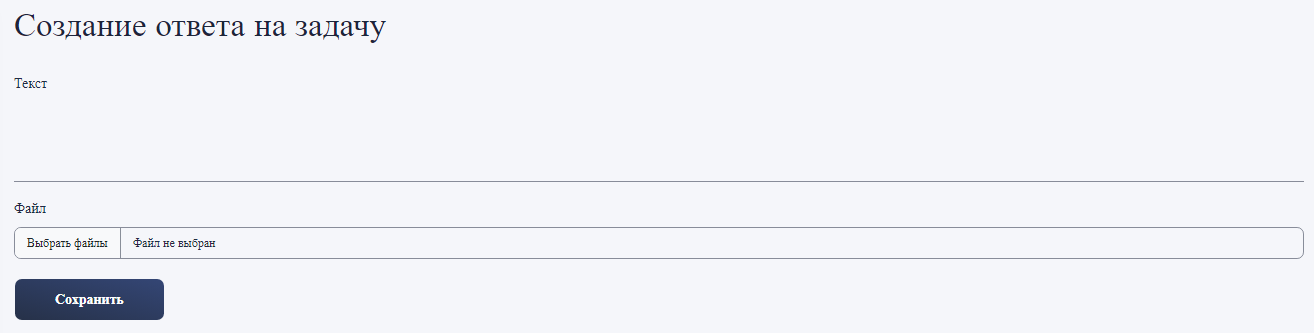 Создание ответа на задачу
Текст
Файл
Выбрать файлы Файл не выбран
Сохранить